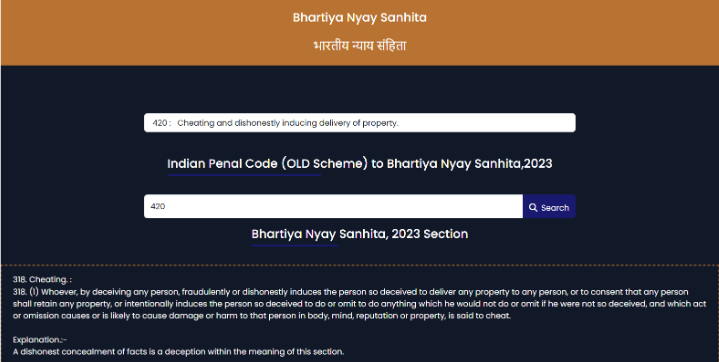 Bhartiya Nyay Sanhita
भारतीय न्याय संहिता
420 : Cheating and dishonestly inducing delivery of property.
Indian Penal Code (OLD Scheme) to Bhartiya Nyay Sanhita,2023
420
Search
Bhartiya Nyay Sanhita, 2023 Section
318. Cheating. :
318. (1) Whoever, by deceiving any person, fraudulently or dishonestly induces the person so deceived to deliver any property to any person, or to consent that any person
shall retain any property, or intentionally induces the person so deceived to do or omit to do anything which he would not do or omit if he were not so deceived, and which act
or omission causes or is likely to cause damage or harm to that person in body, mind, reputation or property, is said to cheat.
Explanation.:-
A dishonest concealment of facts is a deception within the meaning of this section.